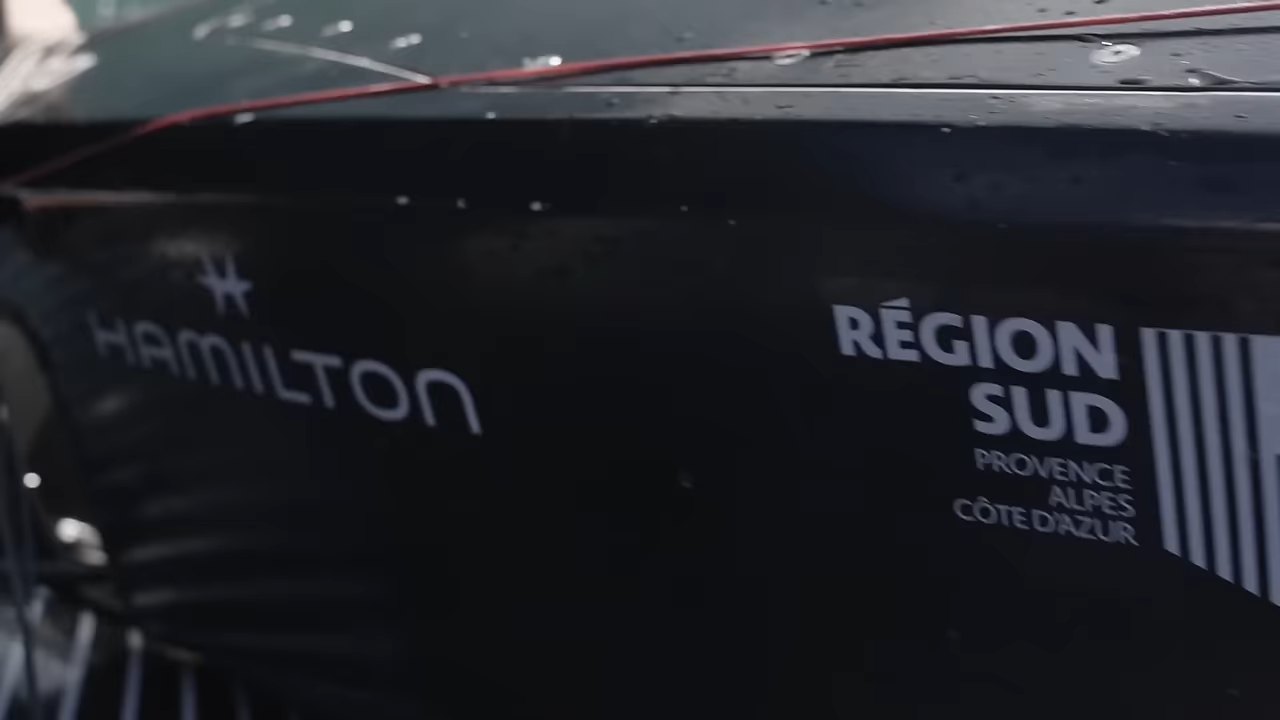 HAMILTON
RÉGION
SUD
PROVENCE
ALPES
CÔTE D'AZUR